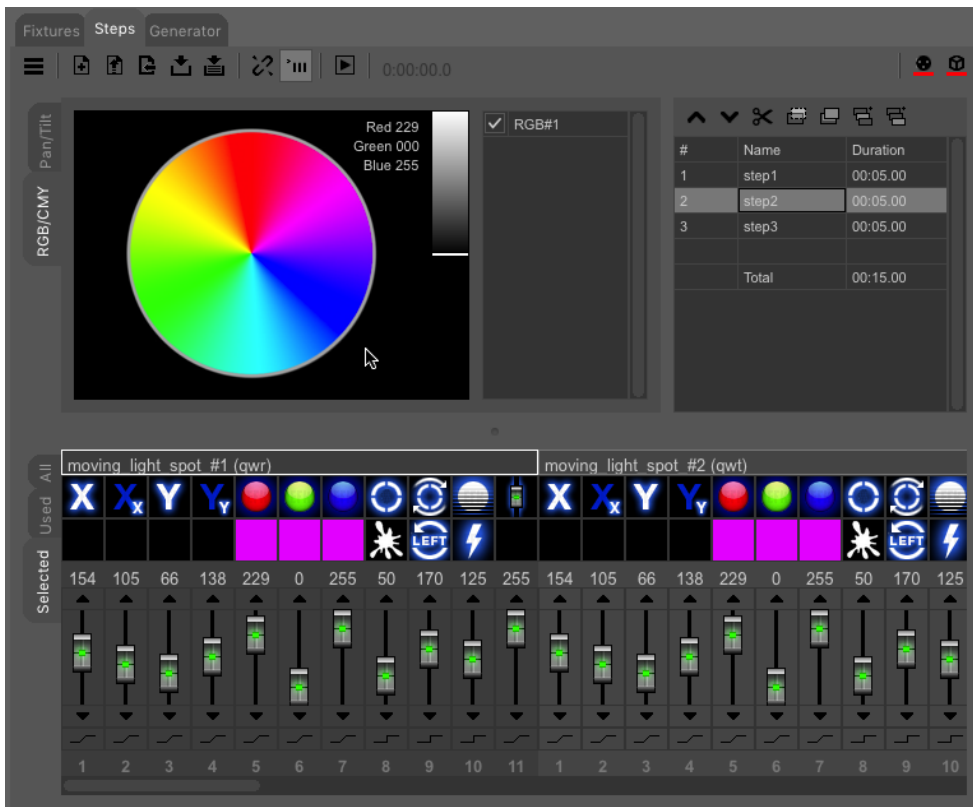 Fixtures Steps Generator
0:00:00.0
Pan/Tilt
RGB/CMY
Red 229
Green 000
Blue 255
RGB#1
# Name Duration
1 step1 00:05.00
2 step2 00:05.00
3 step3 00:05.00
Total 00:15.00
All
Used
Selected
moving_light_spot_#1 (qwr) moving_light_spot_#2 (qwt)
X Xx Y Yy X Xx Y Yy
LEFT LEFT
154 105 66 138 229 0 255 50 170 125 255 154 105 66 138 229 0 255 50 170 125
1 2 3 4 5 6 7 8 9 10 11 1 2 3 4 5 6 7 8 9 10